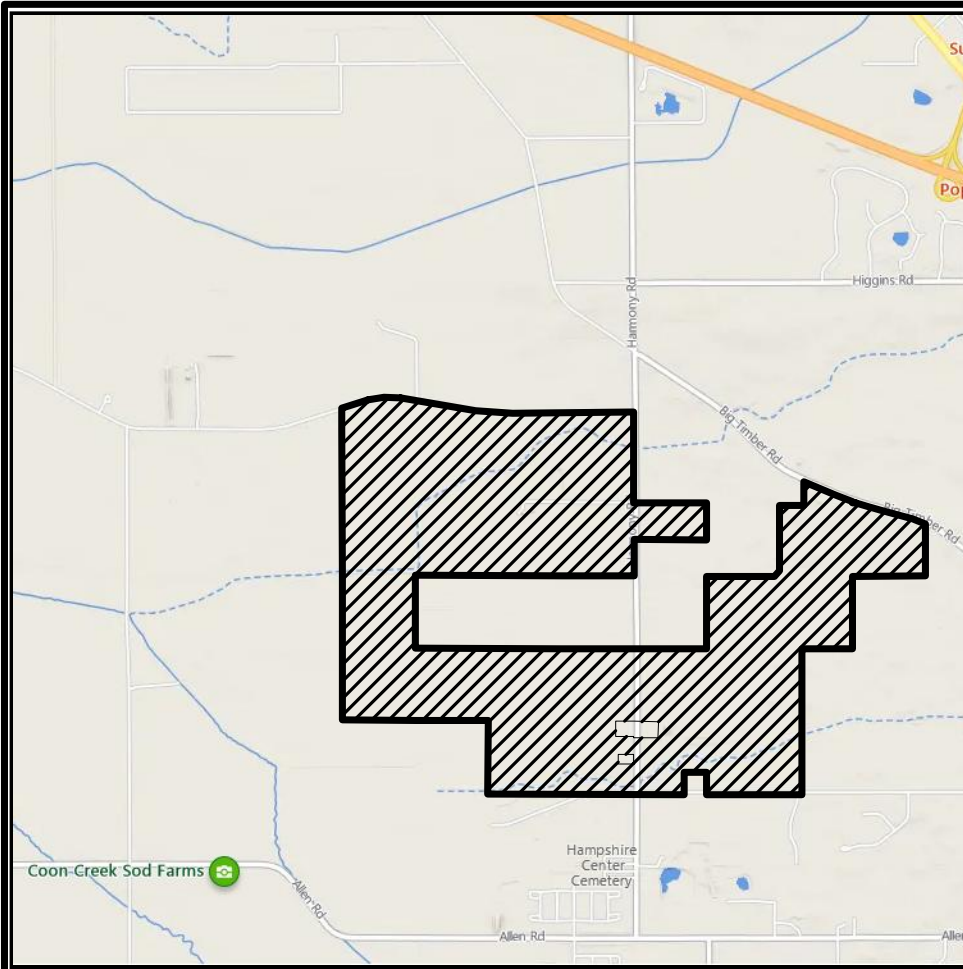 Su
Pop
Higgins Rd
Harmony Rd
Big Timber Rd
Big Timber Rd
Coon Creek Sod Farms
Hampshire
Center
Cemetery
Allen Rd
Allen Rd
Alle